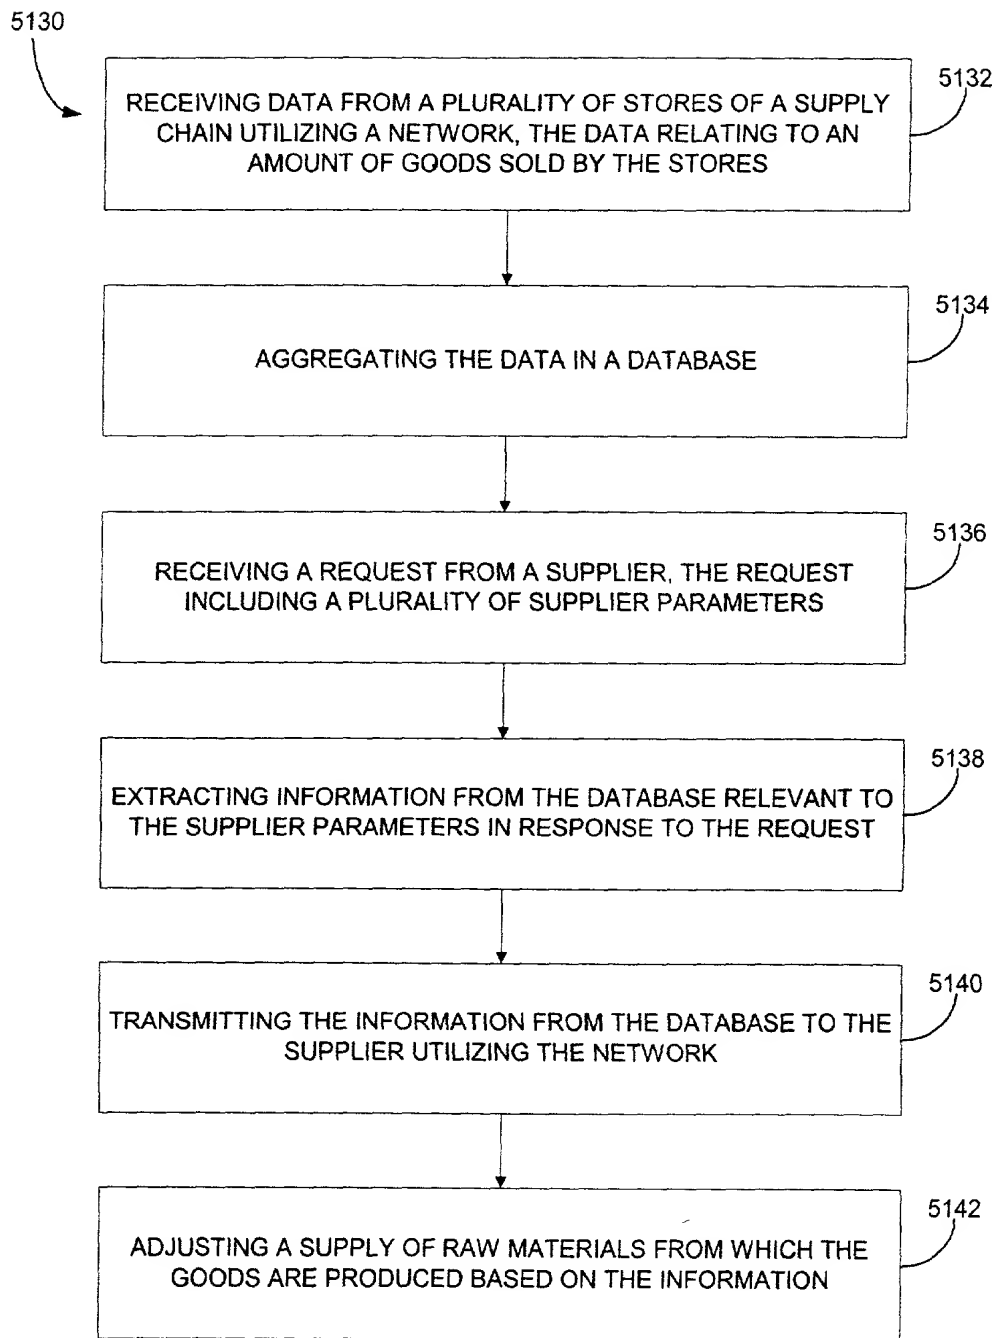 5130
5132
RECEIVING DATA FROM A PLURALITY OF STORES OF A SUPPLY
CHAIN UTILIZING A NETWORK, THE DATA RELATING TO AN
AMOUNT OF GOODS SOLD BY THE STORES
5134
AGGREGATING THE DATA IN A DATABASE
5136
RECEIVING A REQUEST FROM A SUPPLIER, THE REQUEST
INCLUDING A PLURALITY OF SUPPLIER PARAMETERS
5138
EXTRACTING INFORMATION FROM THE DATABASE RELEVANT TO
THE SUPPLIER PARAMETERS IN RESPONSE TO THE REQUEST
5140
TRANSMITTING THE INFORMATION FROM THE DATABASE TO THE
SUPPLIER UTILIZING THE NETWORK
5142
ADJUSTING A SUPPLY OF RAW MATERIALS FROM WHICH THE
GOODS ARE PRODUCED BASED ON THE INFORMATION